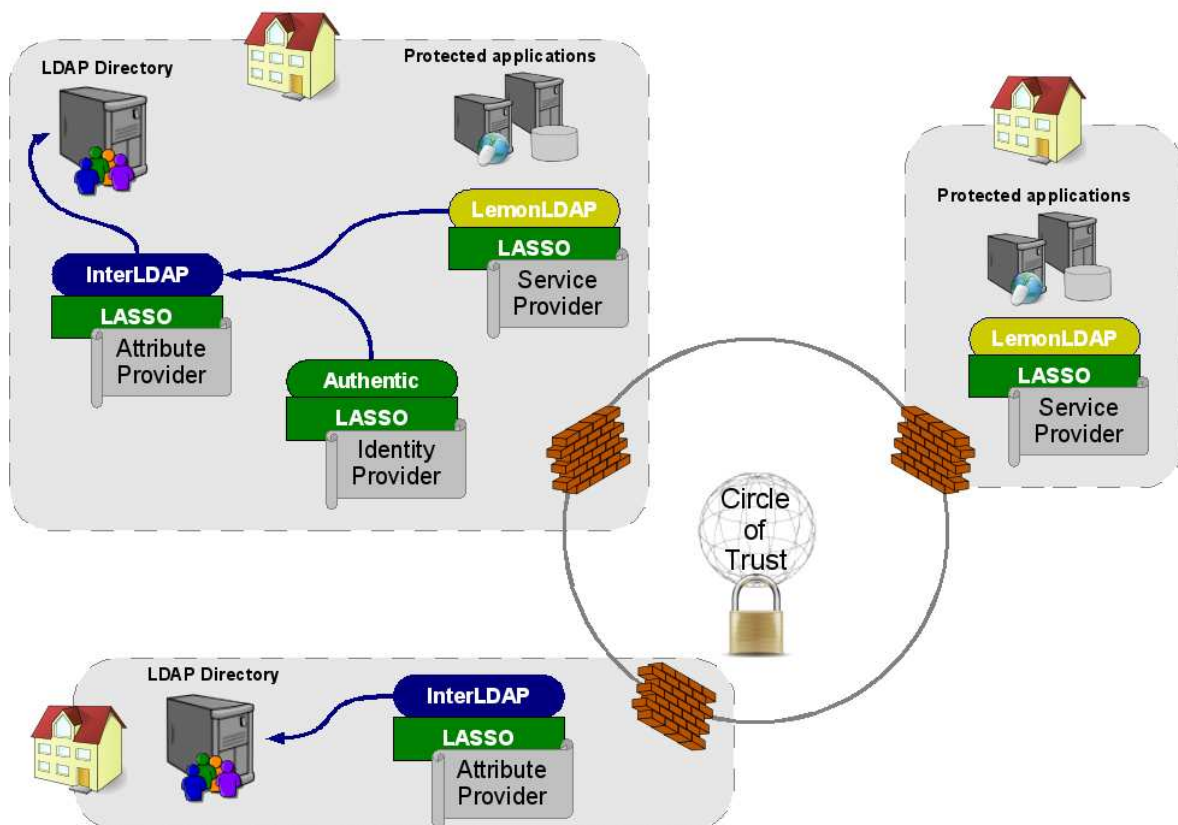 LDAP Directory
Protected applications
LemonLDAP
LASSO
Service
Provider
InterLDAP
LASSO
Attribute
Provider
Authentic
LASSO
Identity
Provider
Protected applications
LemonLDAP
LASSO
Service
Provider
Circle
of
Trust
LDAP Directory
InterLDAP
LASSO
Attribute
Provider